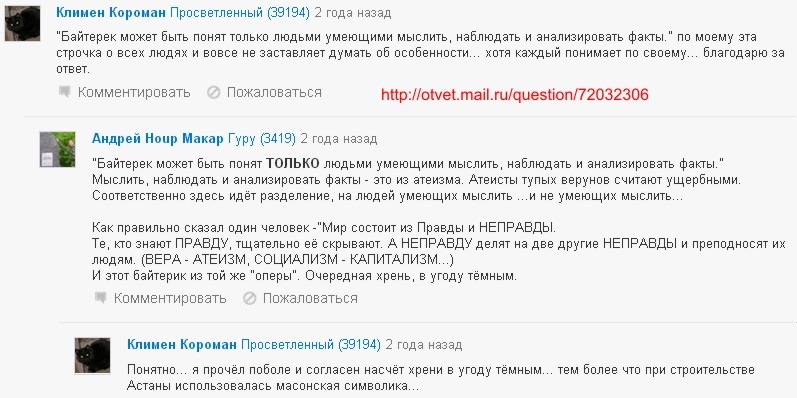 Климен Короман Просветленный (39194) 2 года назад
"Байтерек может быть понят только людьми умеющими мыслить, наблюдать и анализировать факты." по моему эта
строчка о всех людях и вовсе не заставляет думать об особенности... хотя каждый понимает по своему... благодарю за
ответ.
Комментировать Пожаловаться http://otvet.mail.ru/question/72032306
Андрей Ноur Макар Гуру (3419) 2 года назад
"Байтерек может быть понят ТОЛЬКО людьми умеющими мыслить, наблюдать и анализировать факты."
Мыслить, наблюдать и анализировать факты - это из атеизма. Атеисты тупых верунов считают ущербными.
Соответственно здесь идёт разделение, на людей умеющих мыслить ...и не умеющих мыслить...
Как правильно сказал один человек -"Мир состоит из Правды и НЕПРАВДЫ.
Те, кто знают ПРАВДУ, тщательно её скрывают. А НЕПРАВДУ делят на две другие НЕПРАВДЫ и преподносят их
людям. (ВЕРА - АТЕИЗМ, СОЦИАЛИЗМ - КАПИТАЛИЗМ...)
И этот байтерик из той же "оперы". Очередная хрень, в угоду тёмным.
Комментировать Пожаловаться
Климен Короман Просветленный (39194) 2 года назад
Понятно... я прочёл поболе и согласен насчёт хрени в угоду тёмным... тем более что при строительстве
Астаны использовалась масонская символика...